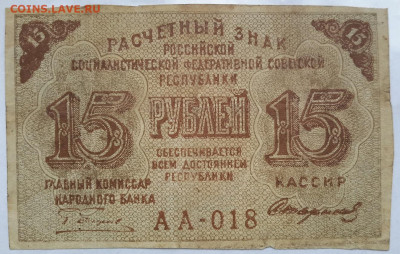 COINS.LAVE.RU
15 РАСЧЕТНЫЙ ЗНАК 15
РОССИЙСКОЙ
СОЦИАЛИСТИЧЕСКОЙ ФЕДЕРАТИВНОЙ СОВЕТСКОЙ
РЕСПУБЛИКИ
15 РУБЛЕЙ 15
ОБЕСПЕЧИВАЕТСЯ
ВСЕМ ДОСТОЯНИЕМ
РЕСПУБЛИКИ
ГЛАВНЫЙ КОМИССАР
НАРОДНОГО БАНКА
КАССИР
АА-018